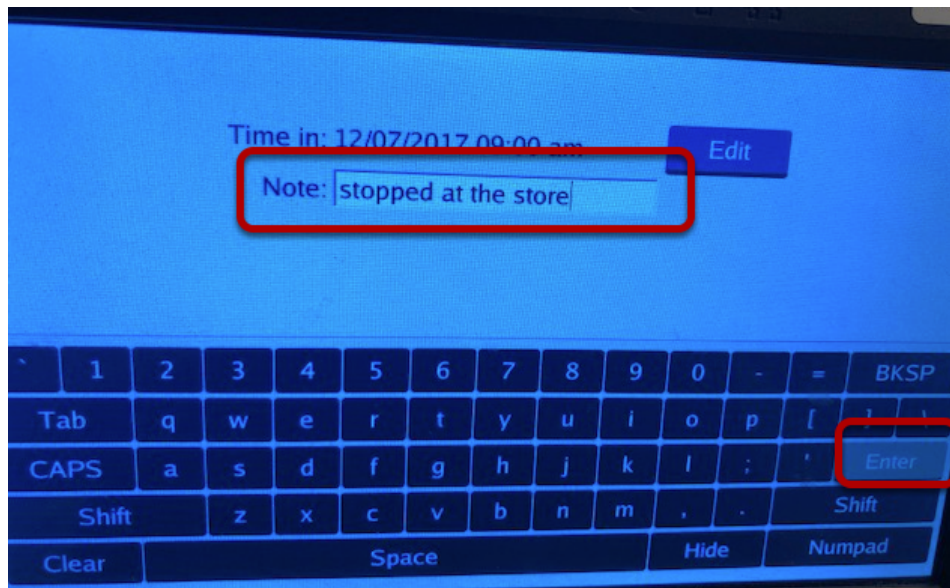 Time in: 12/07/2017 09:00 am
Edit
Note: stopped at the store
` 1 2 3 4 5 6 7 8 9 0 - = BKSP
Tab q w e r t y u i o p [ ] \
CAPS a s d f g h j k l ; ' Enter
Shift z x c v b n m , . Shift
Clear Space Hide Numpad